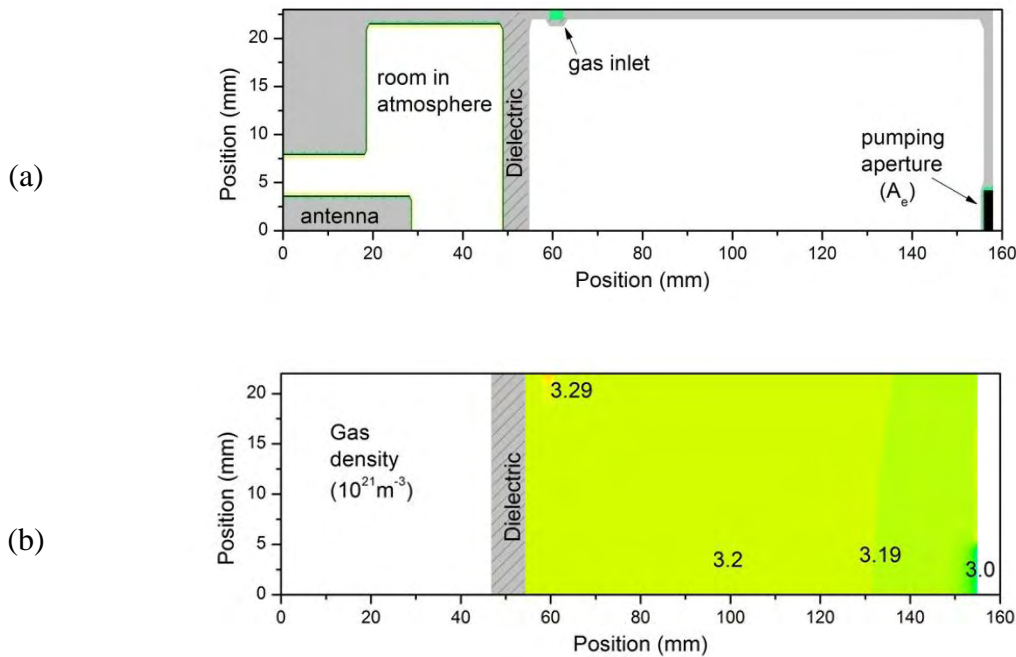 (a)
Position (mm)
20
15
10
5
0
room in
atmosphere
antenna
Dielectric
gas inlet
pumping
aperture
(Ae)
0 20 40 60 80 100 120 140 160
Position (mm)
(b)
Position (mm)
20
15
10
5
0
Gas
density
(10²¹m⁻³)
Dielectric
3.29
3.2
3.19
3.0
0 20 40 60 80 100 120 140 160
Position (mm)